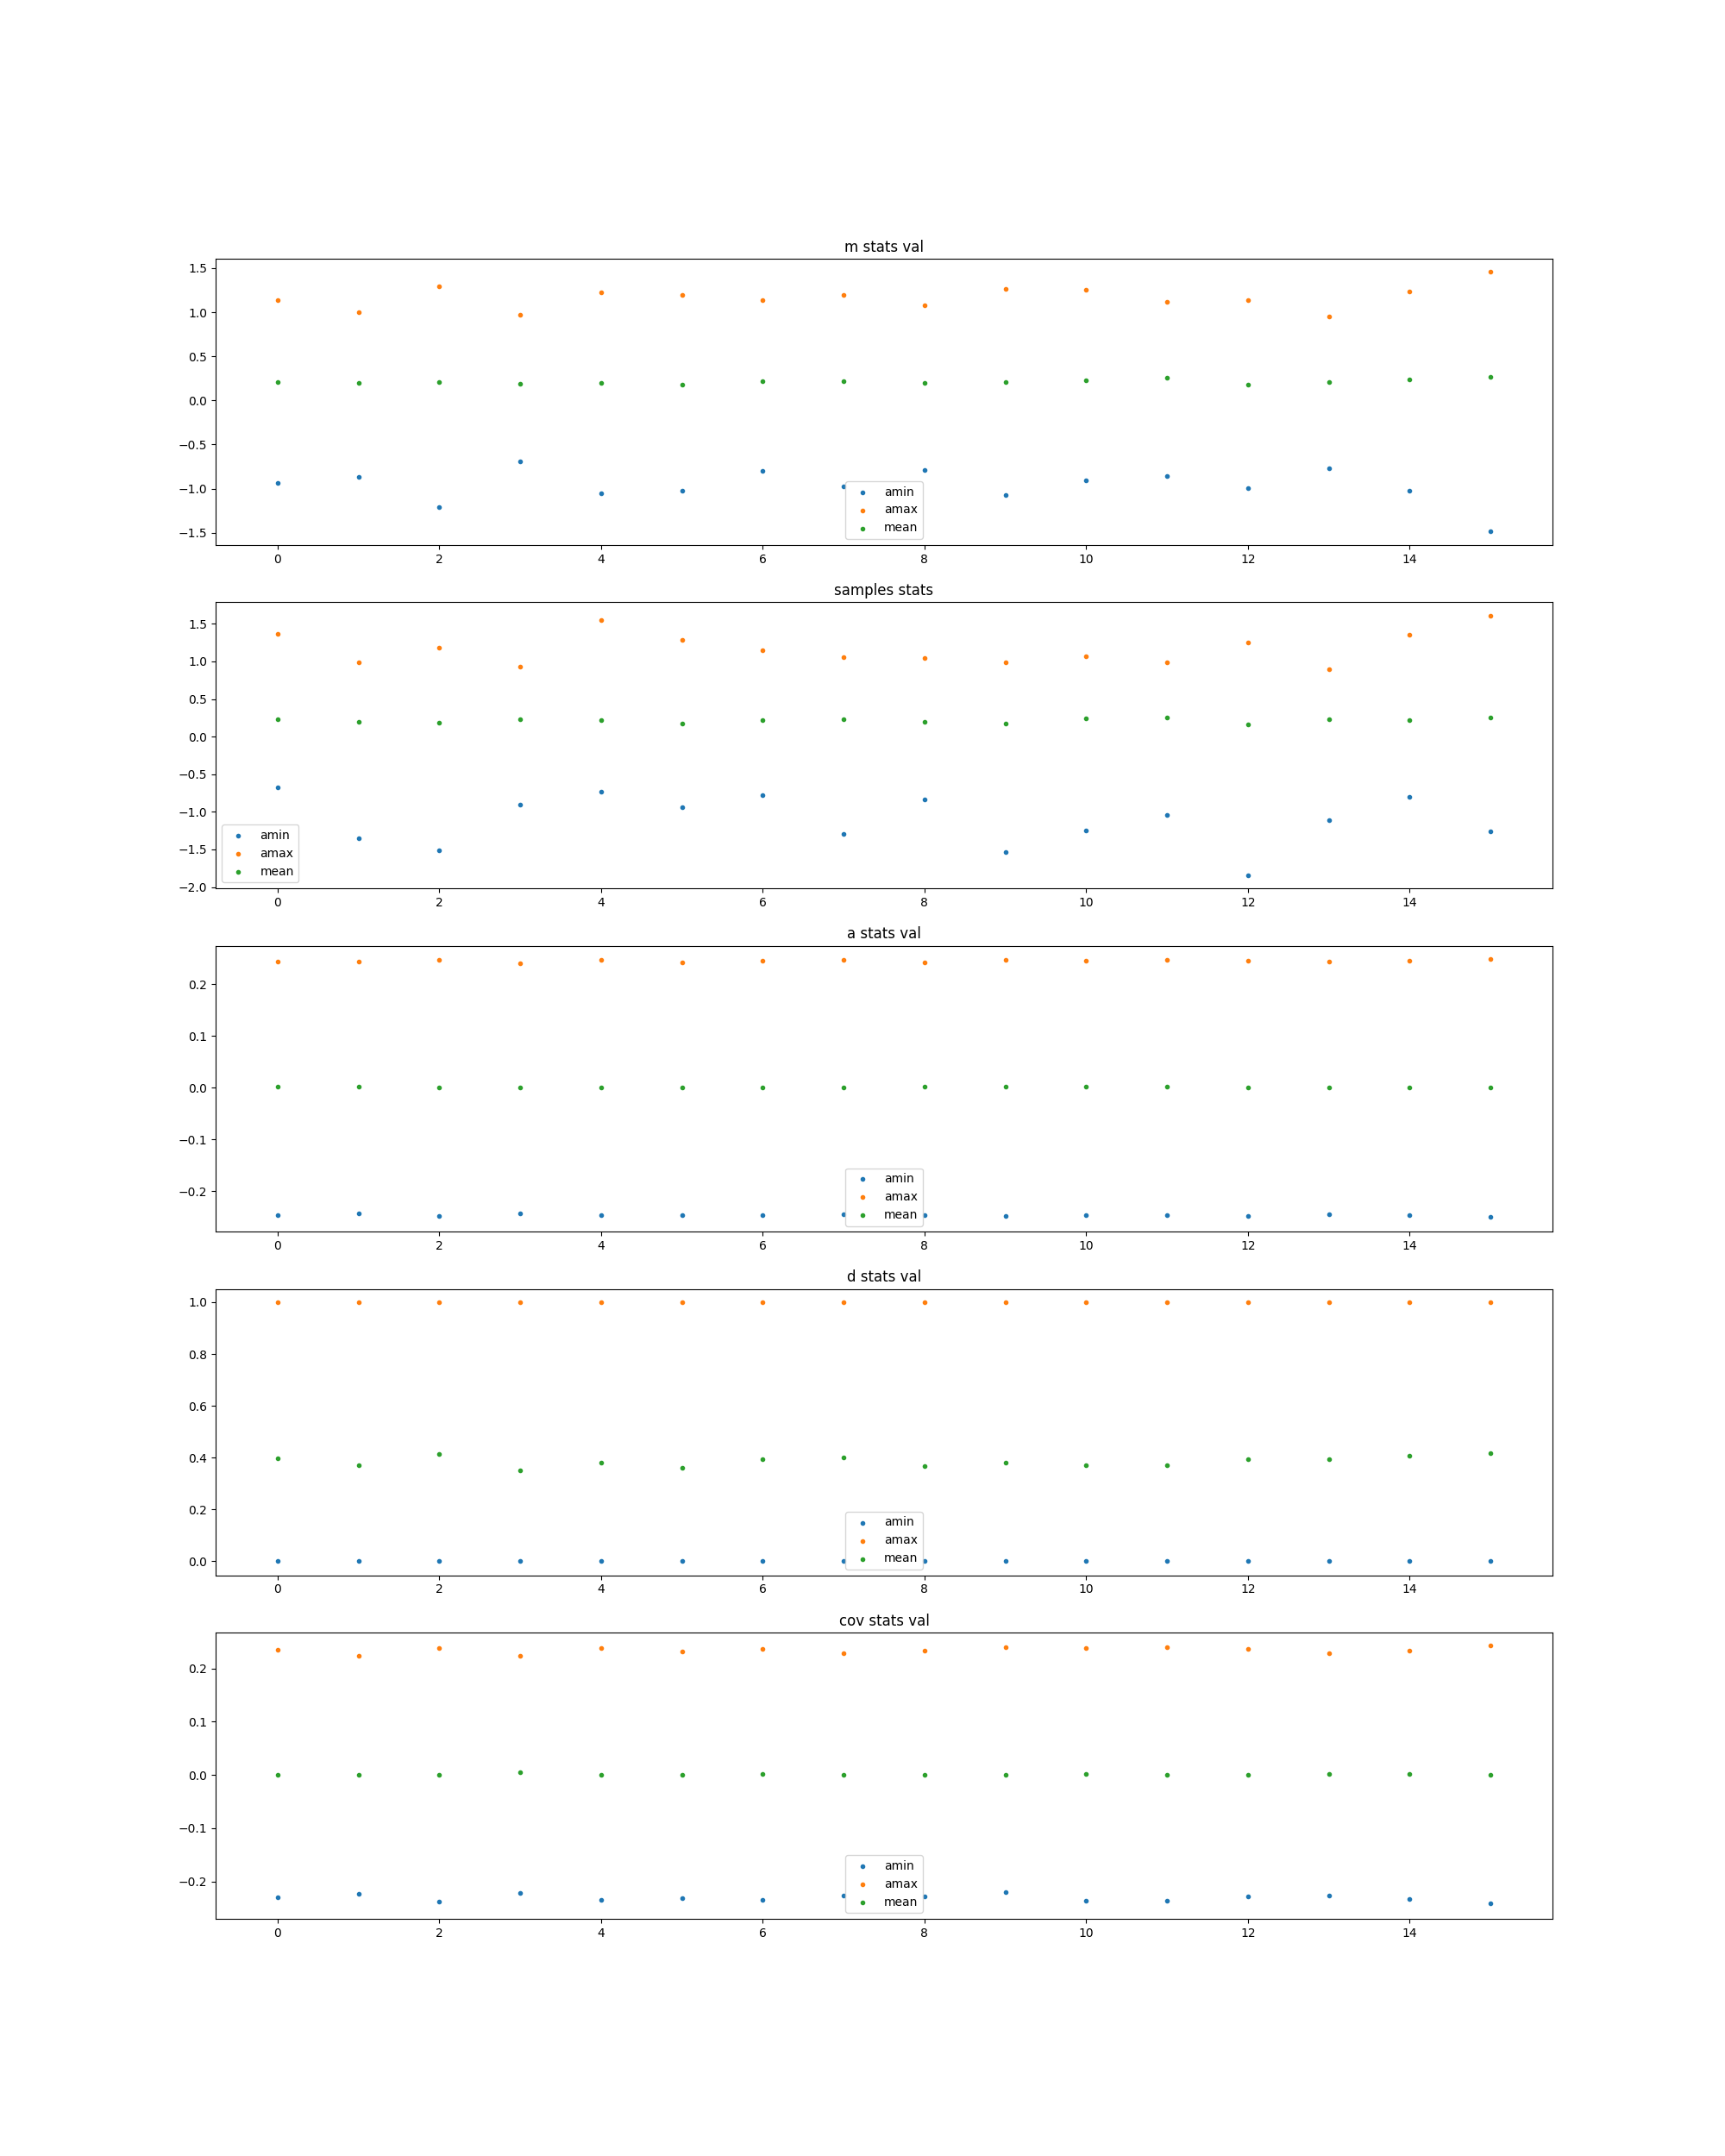 m stats val
1.5
1.0
0.5
0.0
−0.5
−1.0
−1.5
amin
amax
mean
0 2 4 6 8 10 12 14
samples stats
1.5
1.0
0.5
0.0
−0.5
−1.0
−1.5
−2.0
amin
amax
mean
0 2 4 6 8 10 12 14
a stats val
0.2
0.1
0.0
−0.1
−0.2
amin
amax
mean
0 2 4 6 8 10 12 14
d stats val
1.0
0.8
0.6
0.4
0.2
0.0
amin
amax
mean
0 2 4 6 8 10 12 14
cov stats val
0.2
0.1
0.0
−0.1
−0.2
amin
amax
mean
0 2 4 6 8 10 12 14